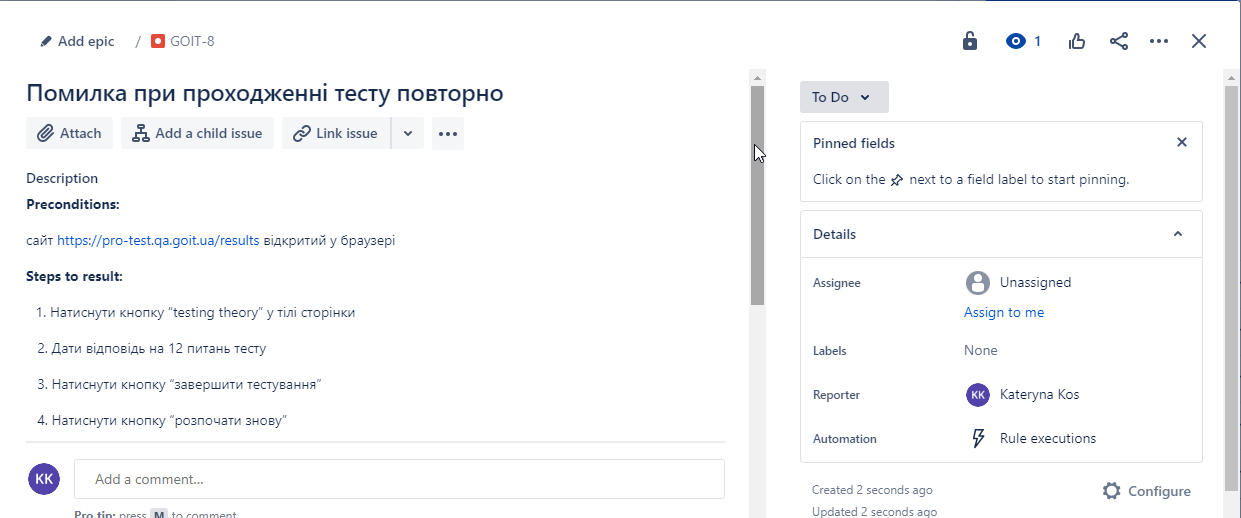 Add epic / GOIT-8
1
Помилка при проходженні тесту повторно
Attach Add a child issue Link issue
Description
Preconditions:
сайт https://pro-test.qa.goit.ua/results відкритий у браузері
Steps to result:
1. Натиснути кнопку “testing theory” у тілі сторінки
2. Дати відповідь на 12 питань тесту
3. Натиснути кнопку “завершити тестування”
4. Натиснути кнопку “розпочати знову”
KK Add a comment...
Pro tip: press M to comment
To Do
Pinned fields
Click on the next to a field label to start pinning.
Details
Assignee Unassigned
Assign to me
Labels None
Reporter KK Kateryna Kos
Automation Rule executions
Created 2 seconds ago Configure
Updated 2 seconds ago